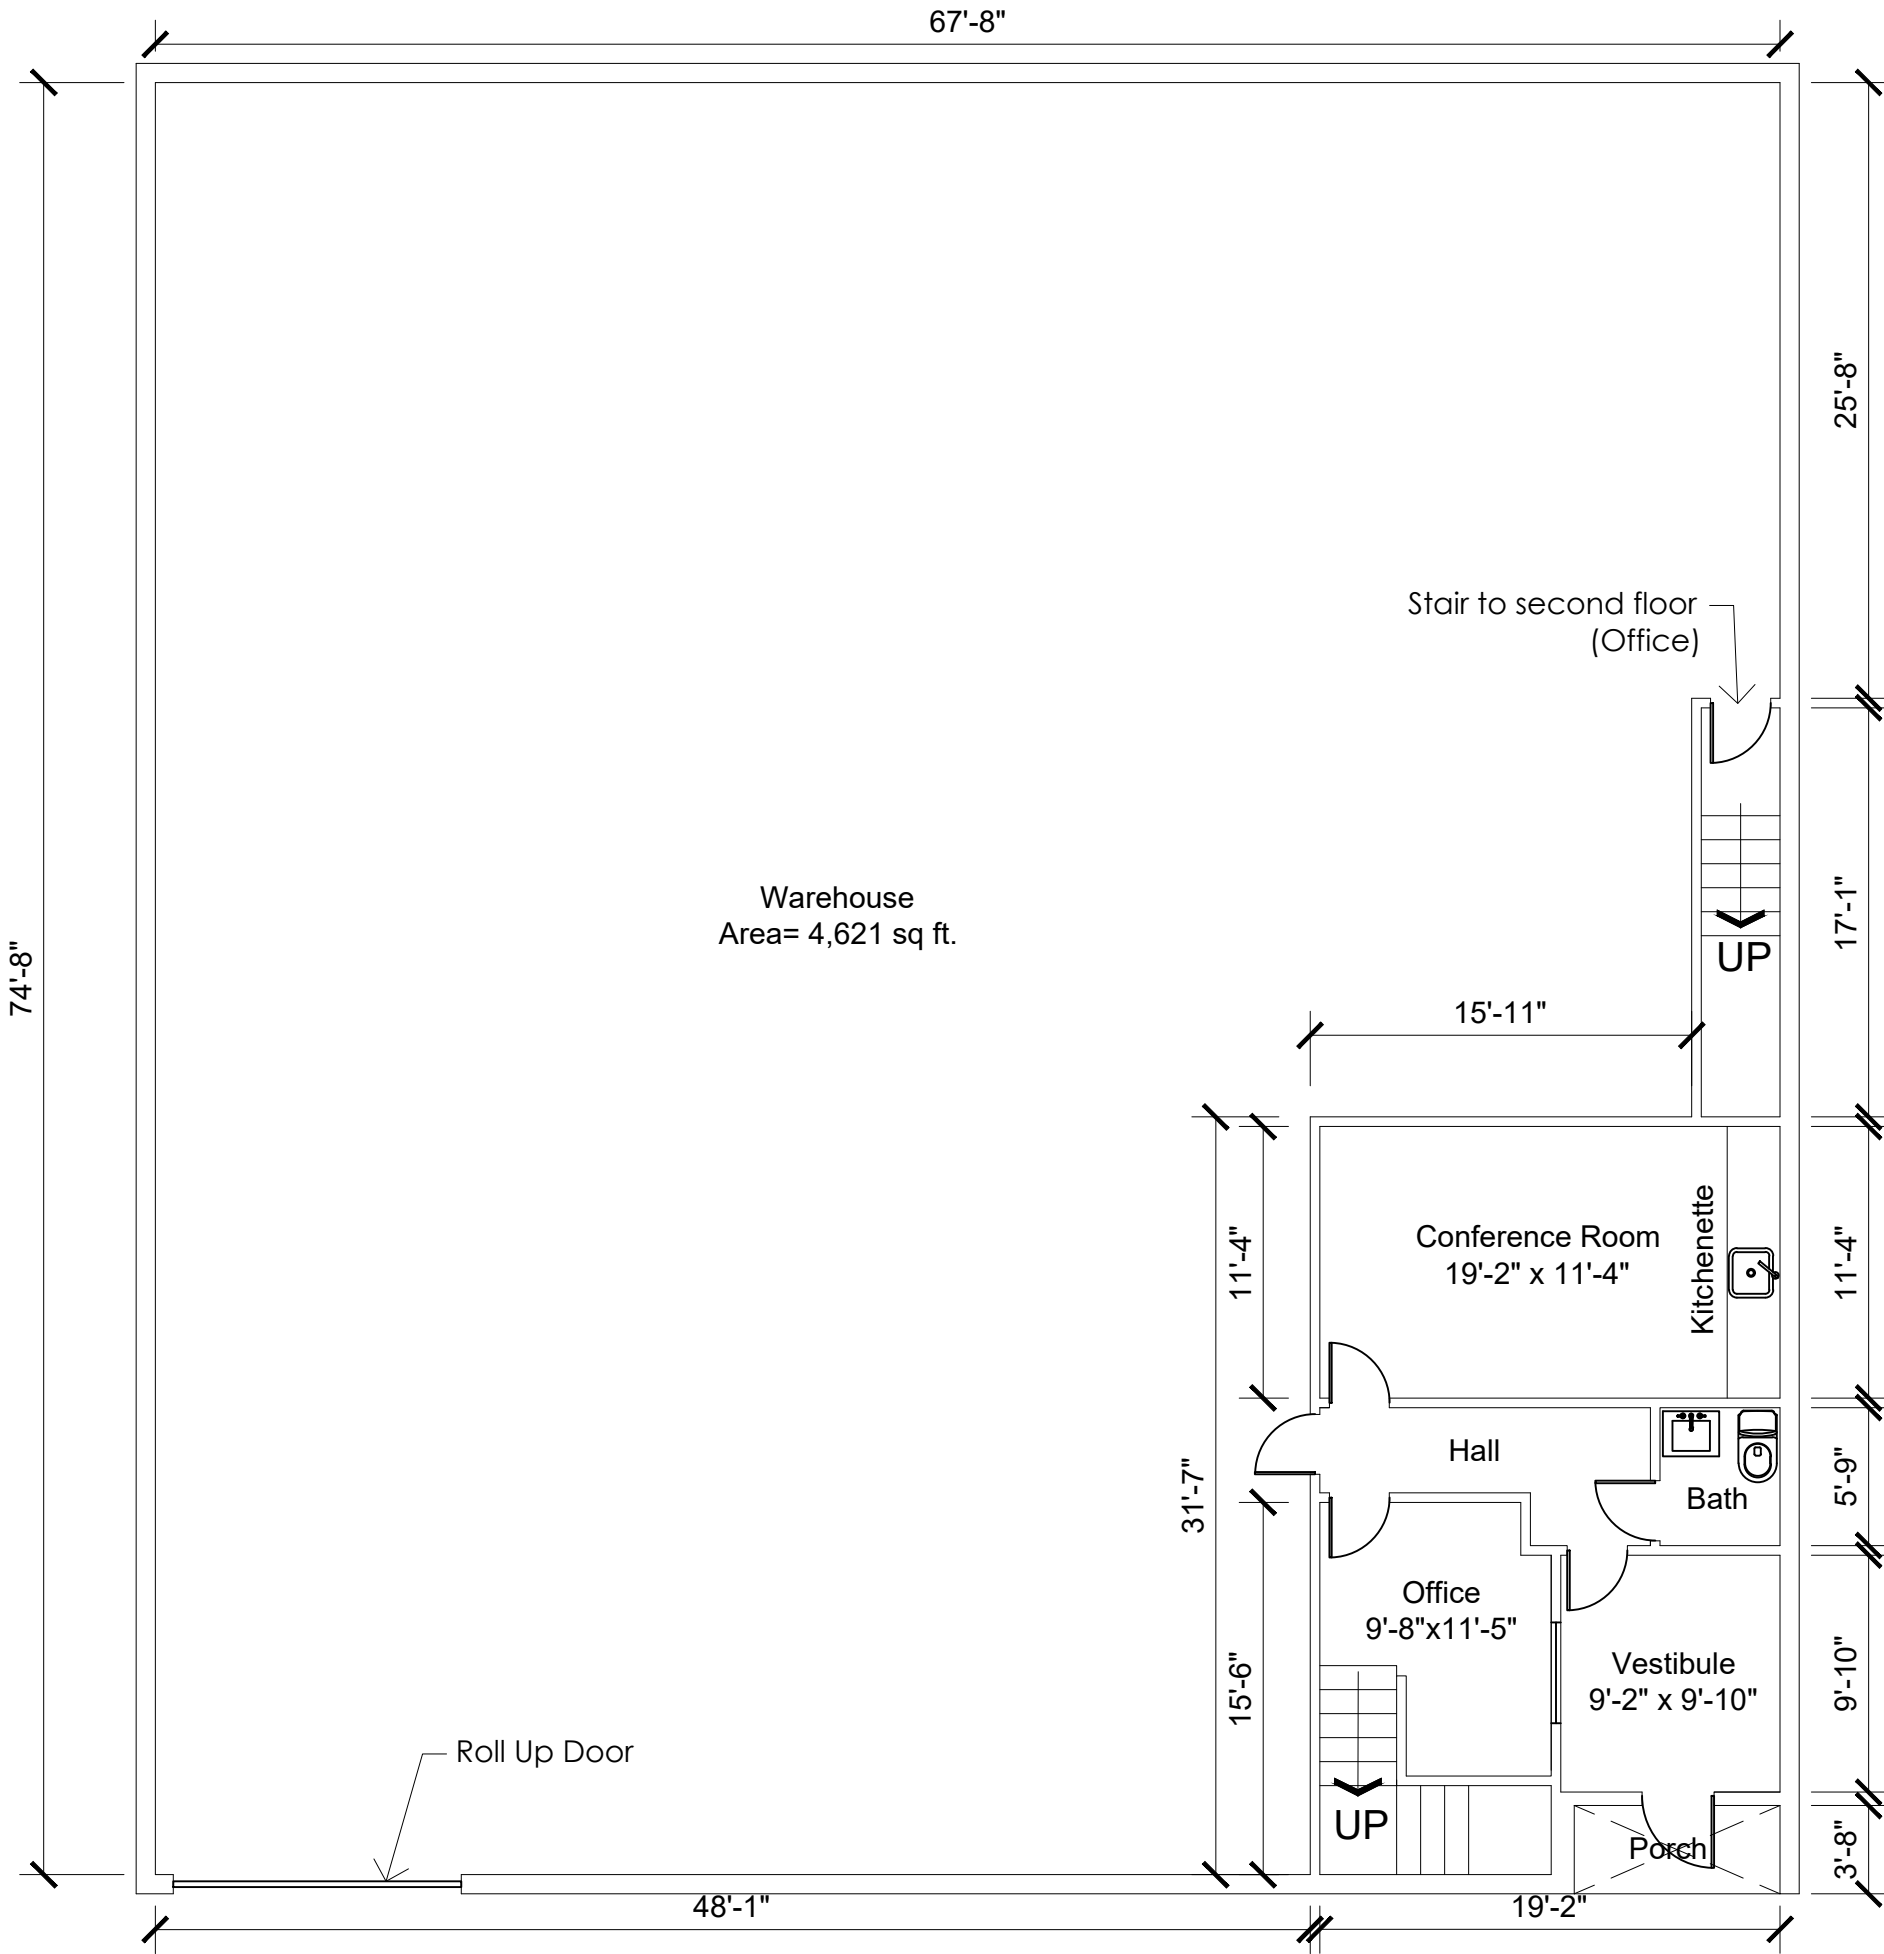 67'-8"
25'-8"
Stair to second floor
(Office)
Warehouse
Area= 4,621 sq ft.
17'-1"
UP
74'-8"
15'-11"
Conference Room
19'-2" x 11'-4"
Kitchenette
11'-4"
11'-4"
Hall
Bath
5'-9"
31'-7"
Office
9'-8"x11'-5"
Vestibule
9'-2" x 9'-10"
9'-10"
15'-6"
Roll Up Door
UP
Porch
3'-8"
48'-1"
19'-2"